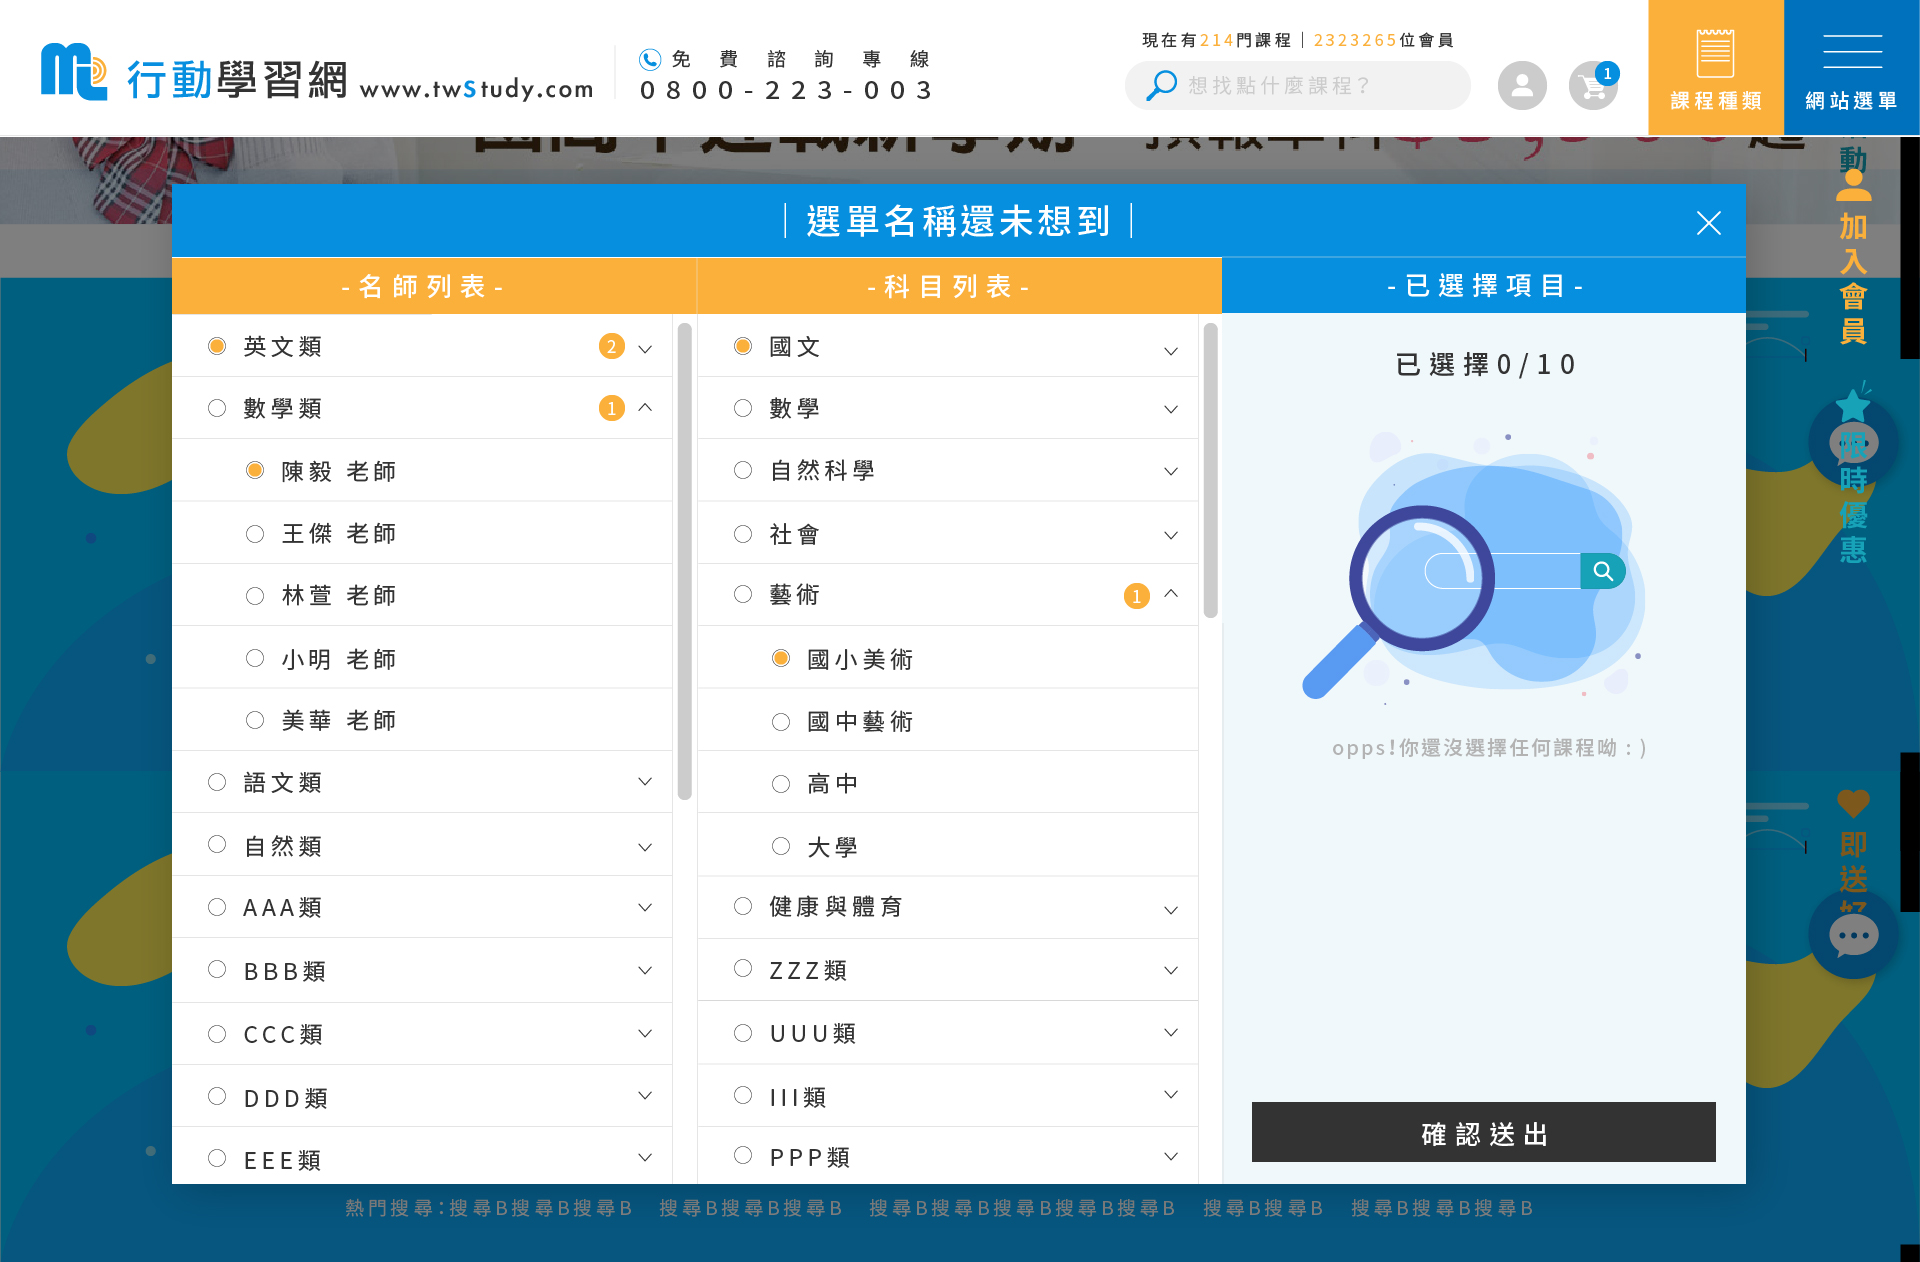 行動學習網 www.twStudy.com
免費諮詢專線
0800-223-003
現在有214門課程｜2323265位會員
想找點什麼課程？
1
課程種類
網站選單
動
加入會員
限時優惠
即送
｜選單名稱還未想到｜
-名師列表-
英文類 2
數學類 1
陳毅 老師
王傑 老師
林萱 老師
小明 老師
美華 老師
語文類
自然類
AAA類
BBB類
CCC類
DDD類
EEE類
-科目列表-
國文
數學
自然科學
社會
藝術 1
國小美術
國中藝術
高中
大學
健康與體育
ZZZ類
UUU類
III類
PPP類
-已選擇項目-
已選擇0/10
opps!你還沒選擇任何課程呦 : )
確認送出
熱門搜尋:搜尋B搜尋B搜尋B 搜尋B搜尋B搜尋B 搜尋B搜尋B搜尋B搜尋B搜尋B 搜尋B搜尋B 搜尋B搜尋B搜尋B